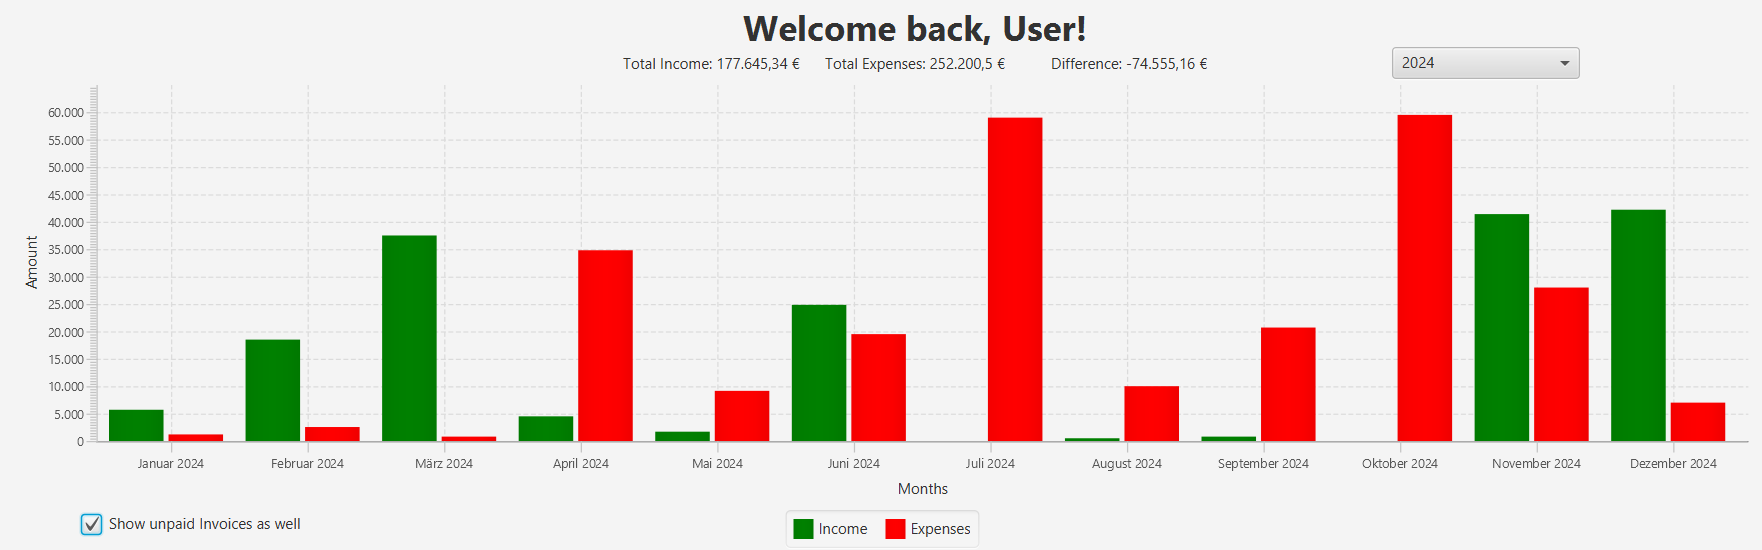 Welcome back, User!
Total Income: 177.645,34 € Total Expenses: 252.200,5 € Difference: -74.555,16 € 2024
Amount
60.000
55.000
50.000
45.000
40.000
35.000
30.000
25.000
20.000
15.000
10.000
5.000
0
Januar 2024 Februar 2024 März 2024 April 2024 Mai 2024 Juni 2024 Juli 2024 August 2024 September 2024 Oktober 2024 November 2024 Dezember 2024
Months
Show unpaid Invoices as well
Income Expenses